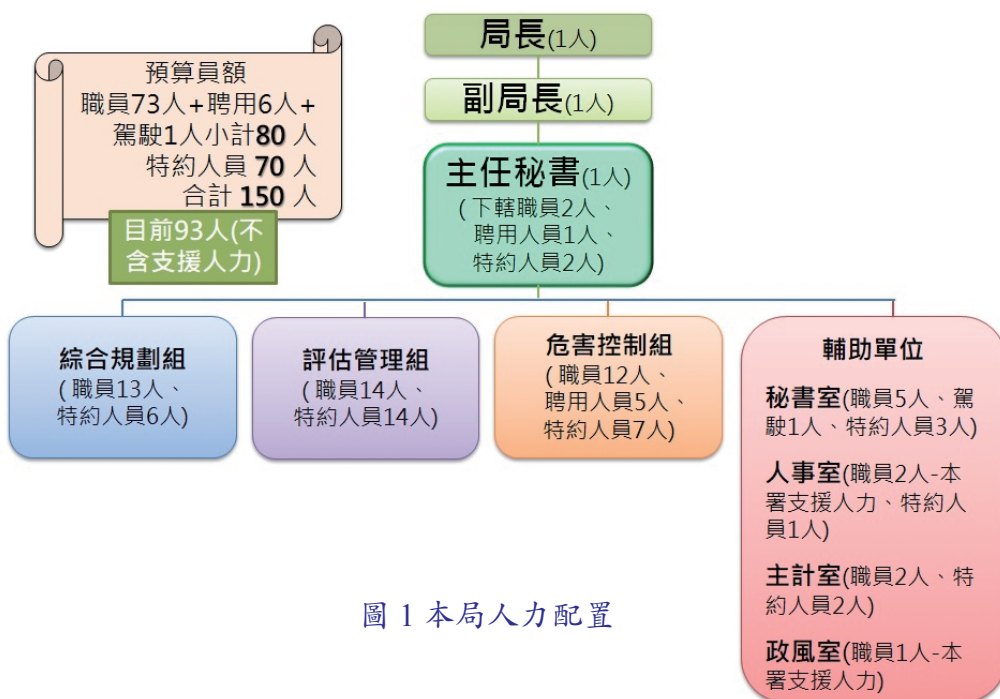 預算員額
職員73人+聘用6人+
駕駛1人小計80 人
特約人員 70 人
合計 150 人
目前93人(不
含支援人力)
局長(1人)
副局長(1人)
主任秘書(1人)
(下轄職員2人、
聘用人員1人、
特約人員2人)
綜合規劃組
(職員13人、
特約人員6人)
評估管理組
(職員14人、
特約人員14人)
危害控制組
(職員12人、
聘用人員5人、
特約人員7人)
輔助單位
秘書室(職員5人、駕
駛1人、特約人員3人)
人事室(職員2人-本
署支援人力、特約人
員1人)
主計室(職員2人、特
約人員2人)
政風室(職員1人-本
署支援人力)
圖 1 本局人力配置